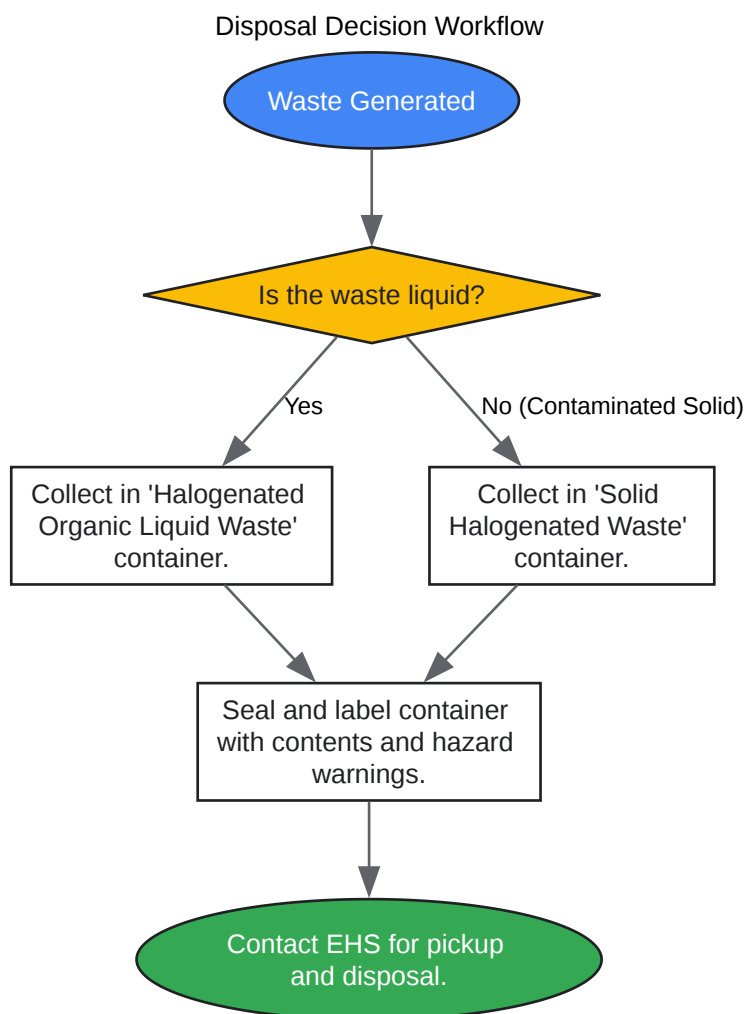 Disposal Decision Workflow
Waste Generated
Is the waste liquid?
Yes
No (Contaminated Solid)
Collect in 'Halogenated
Organic Liquid Waste'
container.
Collect in 'Solid
Halogenated Waste'
container.
Seal and label container
with contents and hazard
warnings.
Contact EHS for pickup
and disposal.